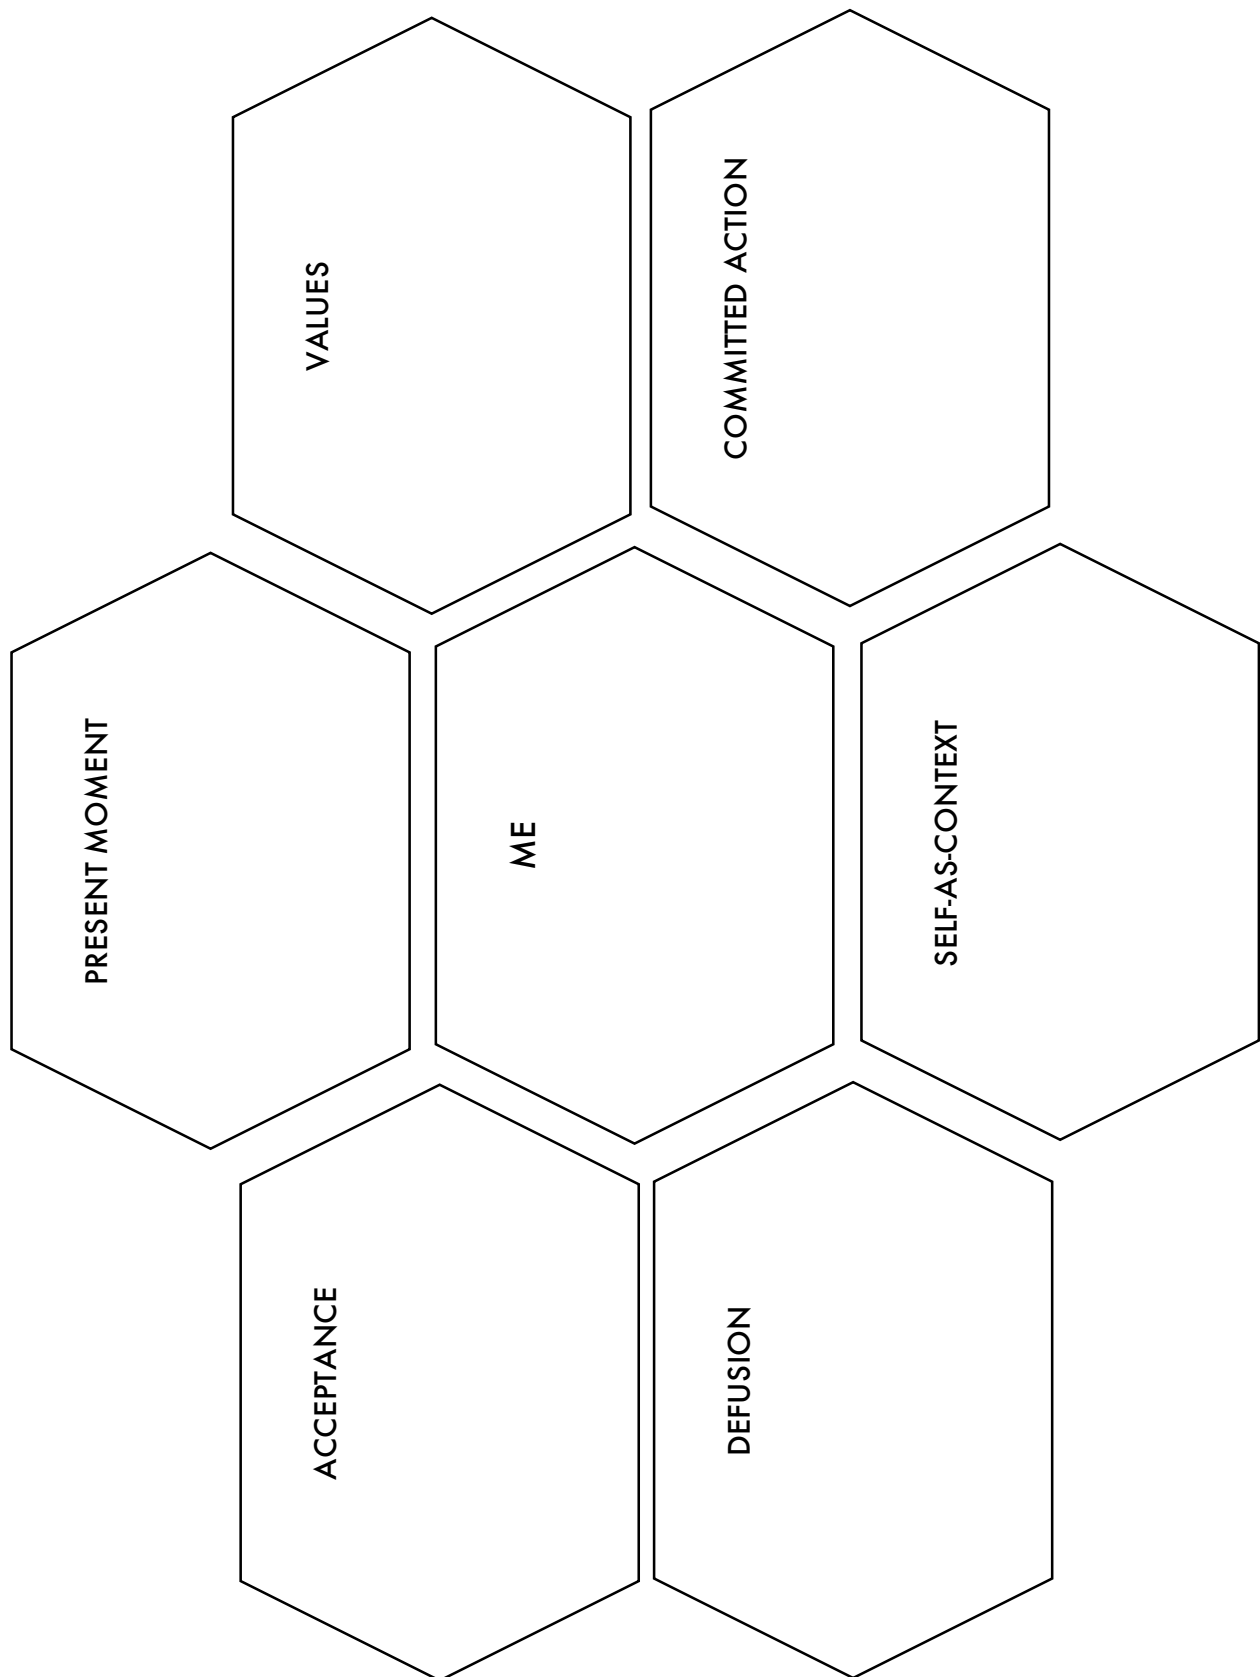 PRESENT MOMENT
ACCEPTANCE
VALUES
ME
DEFUSION
COMMITTED ACTION
SELF-AS-CONTEXT